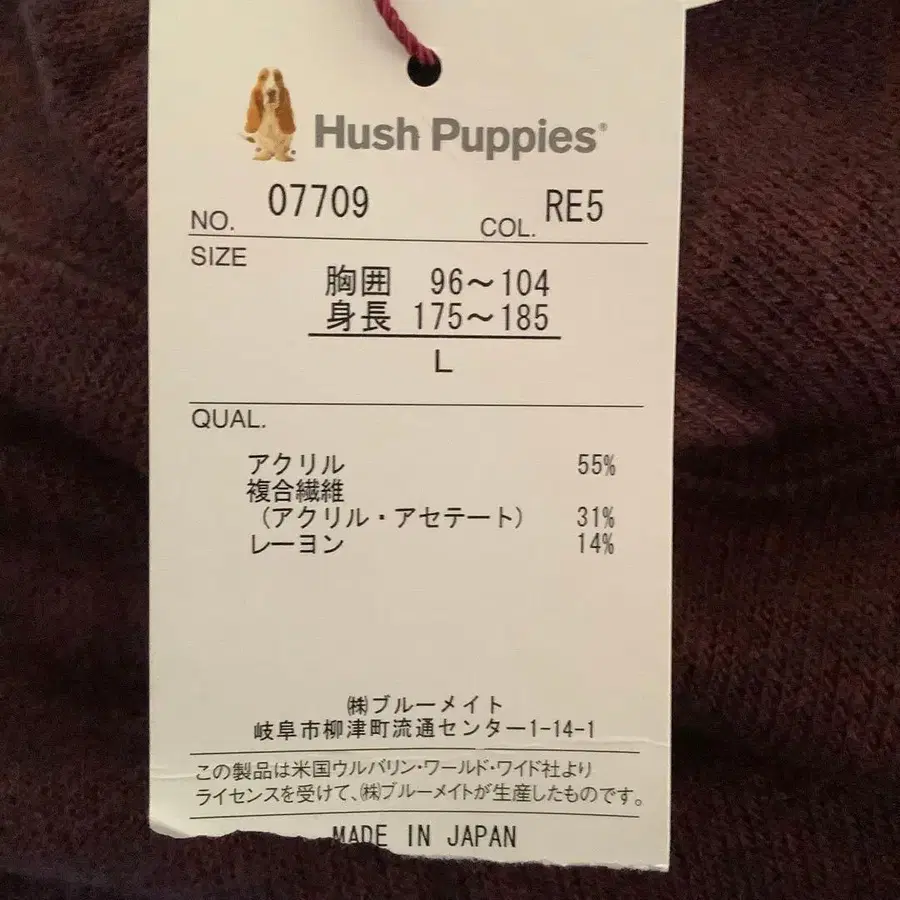 Hush Puppies®
NO. 07709 COL. RE5
SIZE
胸囲 96～104
身長 175～185
L
QUAL.
アクリル 55%
複合繊維
(アクリル・アセテート) 31%
レーヨン 14%
㈱ブルーメイト
岐阜市柳津町流通センター1-14-1
この製品は米国ウルバリン・ワールド・ワイド社より
ライセンスを受けて、㈱ブルーメイトが生産したものです。
MADE IN JAPAN